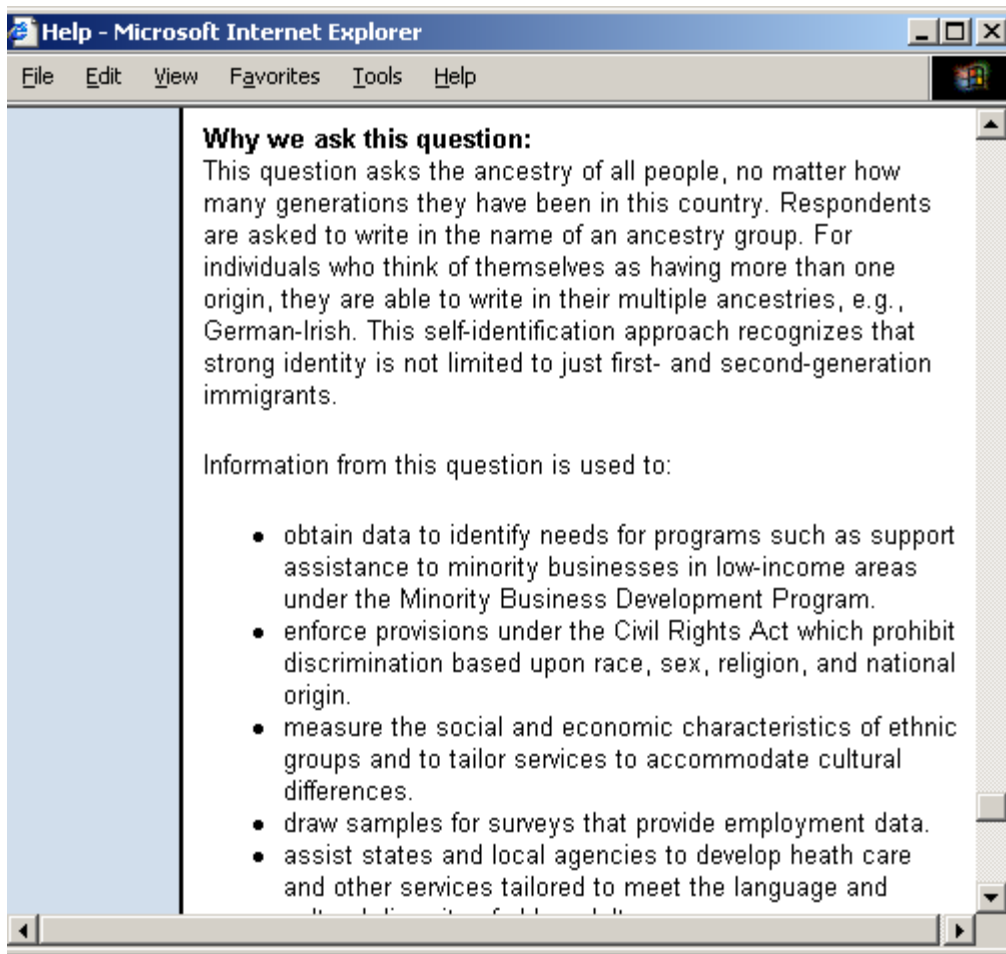 Help - Microsoft Internet Explorer
File Edit View Favorites Tools Help
Why we ask this question:
This question asks the ancestry of all people, no matter how
many generations they have been in this country. Respondents
are asked to write in the name of an ancestry group. For
individuals who think of themselves as having more than one
origin, they are able to write in their multiple ancestries, e.g.,
German-Irish. This self-identification approach recognizes that
strong identity is not limited to just first- and second-generation
immigrants.
Information from this question is used to:
• obtain data to identify needs for programs such as support
assistance to minority businesses in low-income areas
under the Minority Business Development Program.
• enforce provisions under the Civil Rights Act which prohibit
discrimination based upon race, sex, religion, and national
origin.
• measure the social and economic characteristics of ethnic
groups and to tailor services to accommodate cultural
differences.
• draw samples for surveys that provide employment data.
• assist states and local agencies to develop heath care
and other services tailored to meet the language and